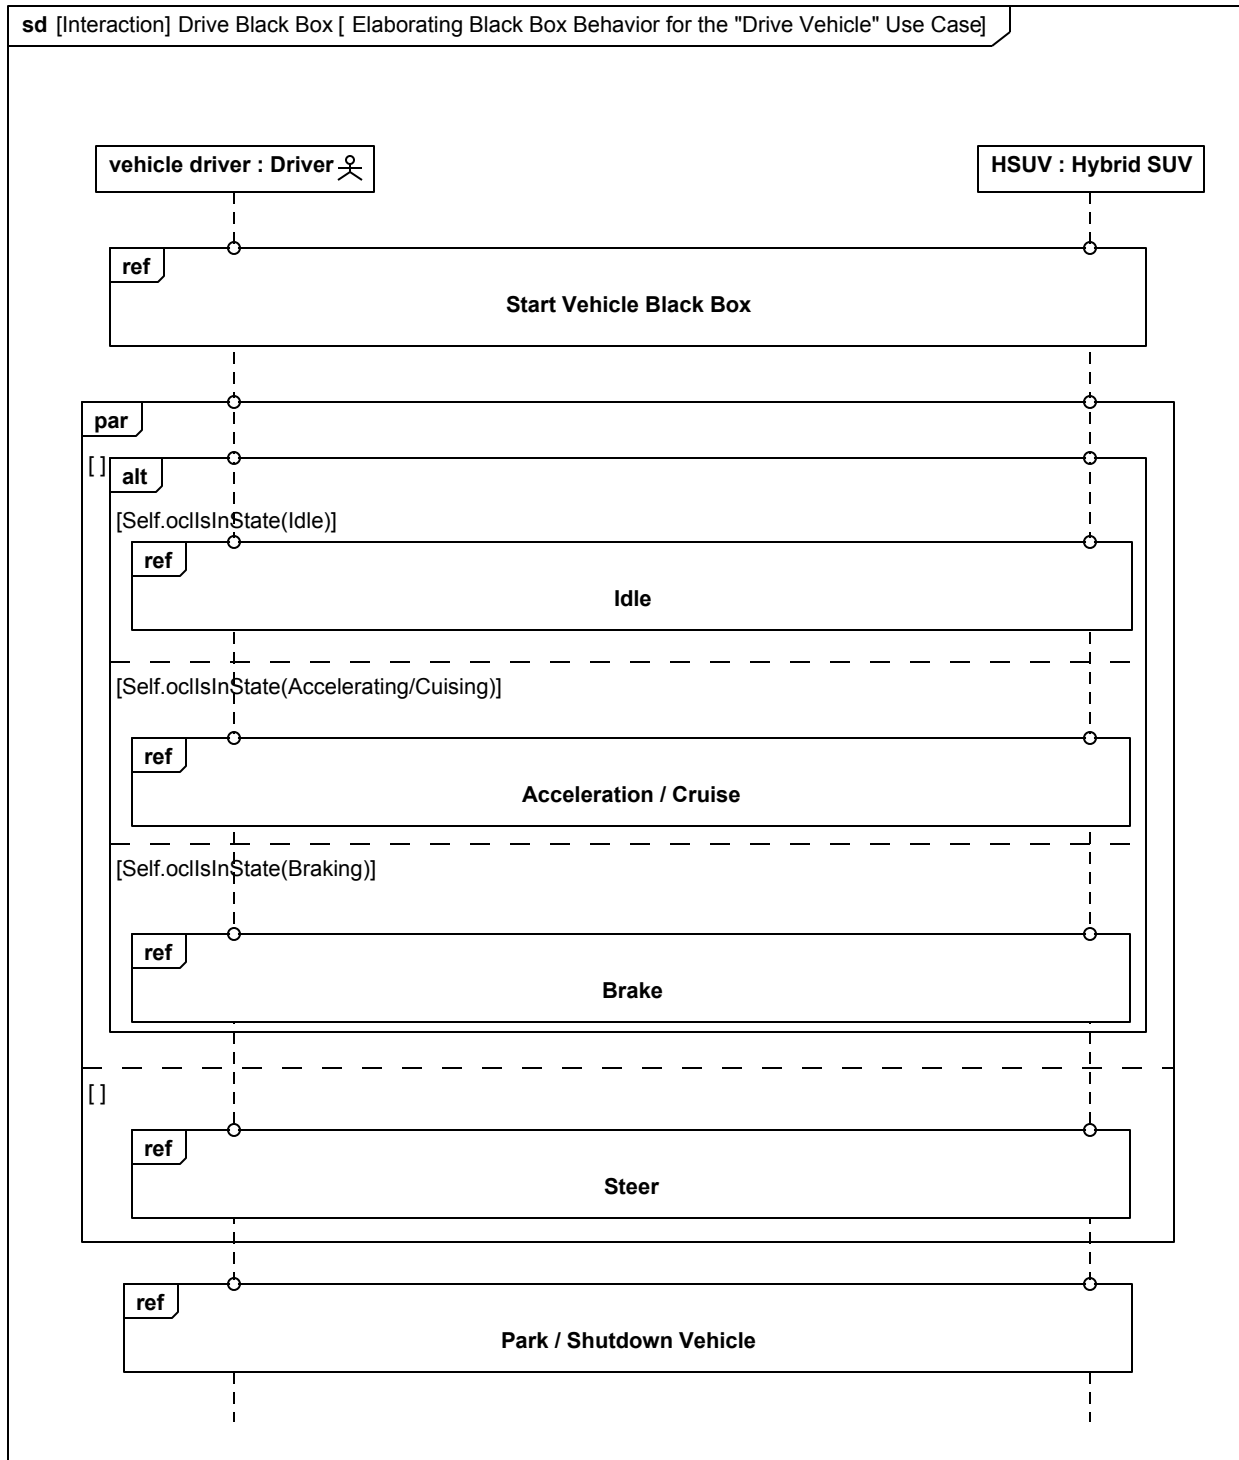 sd [Interaction] Drive Black Box [ Elaborating Black Box Behavior for the "Drive Vehicle" Use Case]
vehicle driver : Driver
HSUV : Hybrid SUV
ref
Start Vehicle Black Box
par
[ ]
alt
[Self.oclIsInState(Idle)]
ref
Idle
[Self.oclIsInState(Accelerating/Cuising)]
ref
Acceleration / Cruise
[Self.oclIsInState(Braking)]
ref
Brake
[ ]
ref
Steer
ref
Park / Shutdown Vehicle